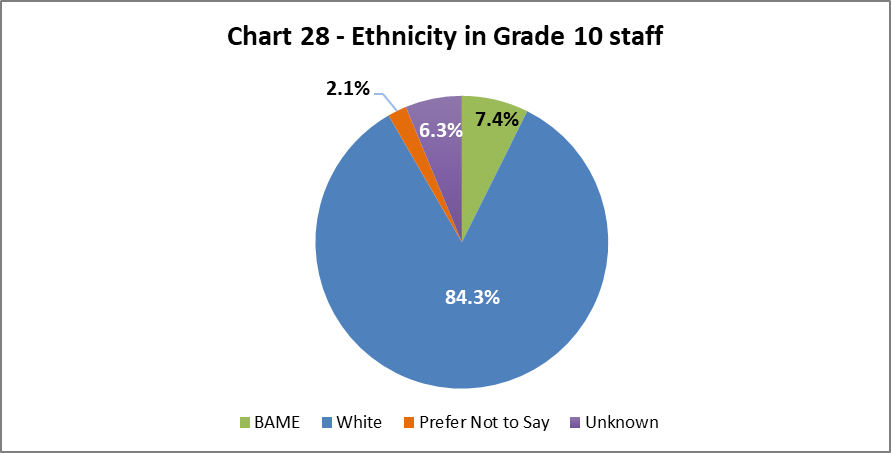 Chart 28 - Ethnicity in Grade 10 staff
2.1%
6.3%
7.4%
84.3%
BAME White Prefer Not to Say Unknown